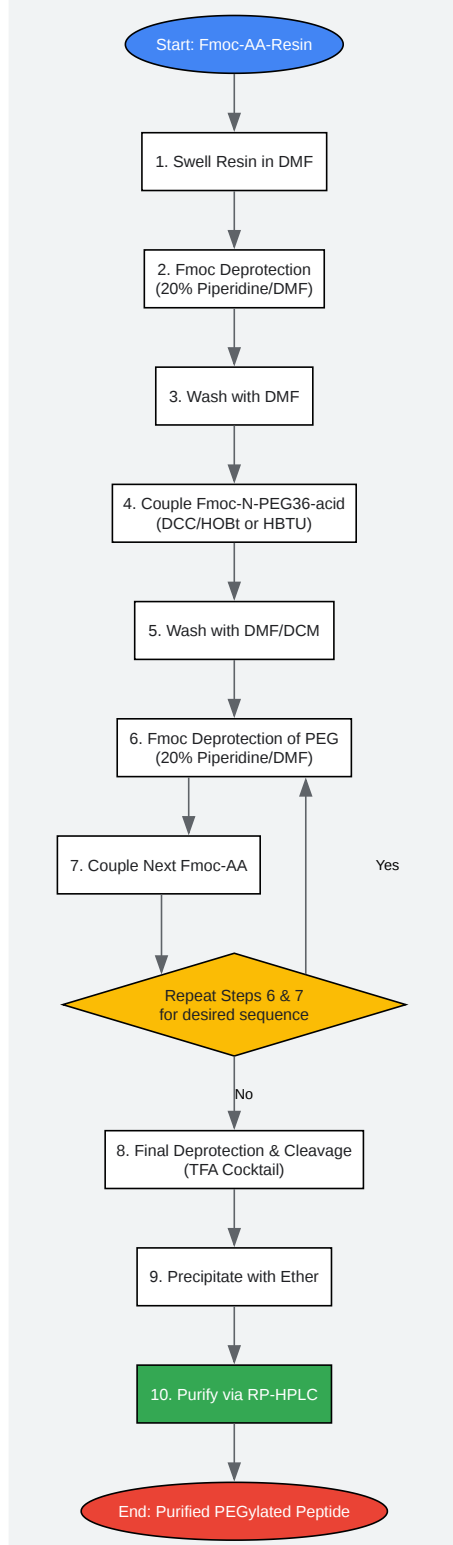 Start: Fmoc-AA-Resin
1. Swell Resin in DMF
2. Fmoc Deprotection
(20% Piperidine/DMF)
3. Wash with DMF
4. Couple Fmoc-N-PEG36-acid
(DCC/HOBt or HBTU)
5. Wash with DMF/DCM
6. Fmoc Deprotection of PEG
(20% Piperidine/DMF)
7. Couple Next Fmoc-AA
Yes
Repeat Steps 6 & 7
for desired sequence
No
8. Final Deprotection & Cleavage
(TFA Cocktail)
9. Precipitate with Ether
10. Purify via RP-HPLC
End: Purified PEGylated Peptide